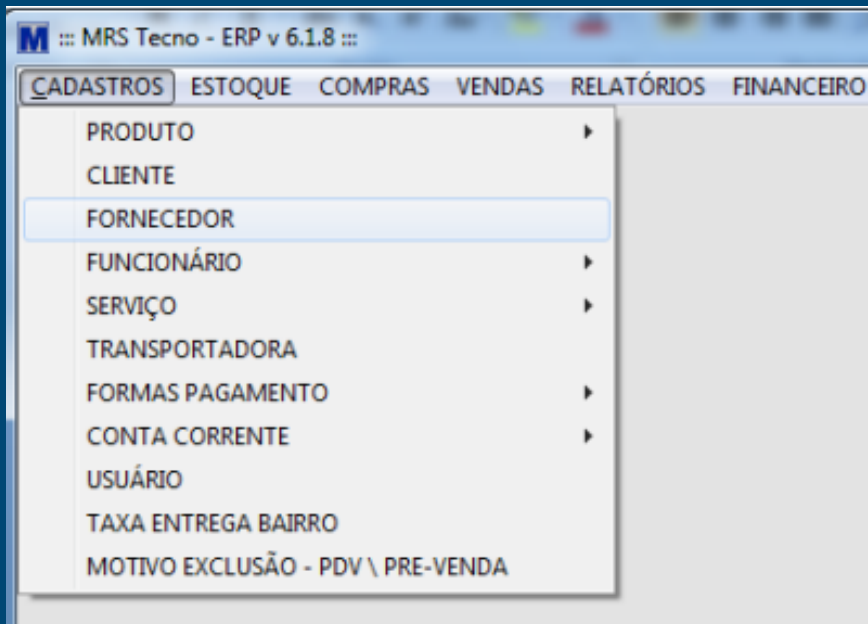 M ::: MRS Tecno - ERP v 6.1.8 :::
CADASTROS ESTOQUE COMPRAS VENDAS RELATÓRIOS FINANCEIRO
PRODUTO
CLIENTE
FORNECEDOR
FUNCIONÁRIO
SERVIÇO
TRANSPORTADORA
FORMAS PAGAMENTO
CONTA CORRENTE
USUÁRIO
TAXA ENTREGA BAIRRO
MOTIVO EXCLUSÃO - PDV \ PRE-VENDA